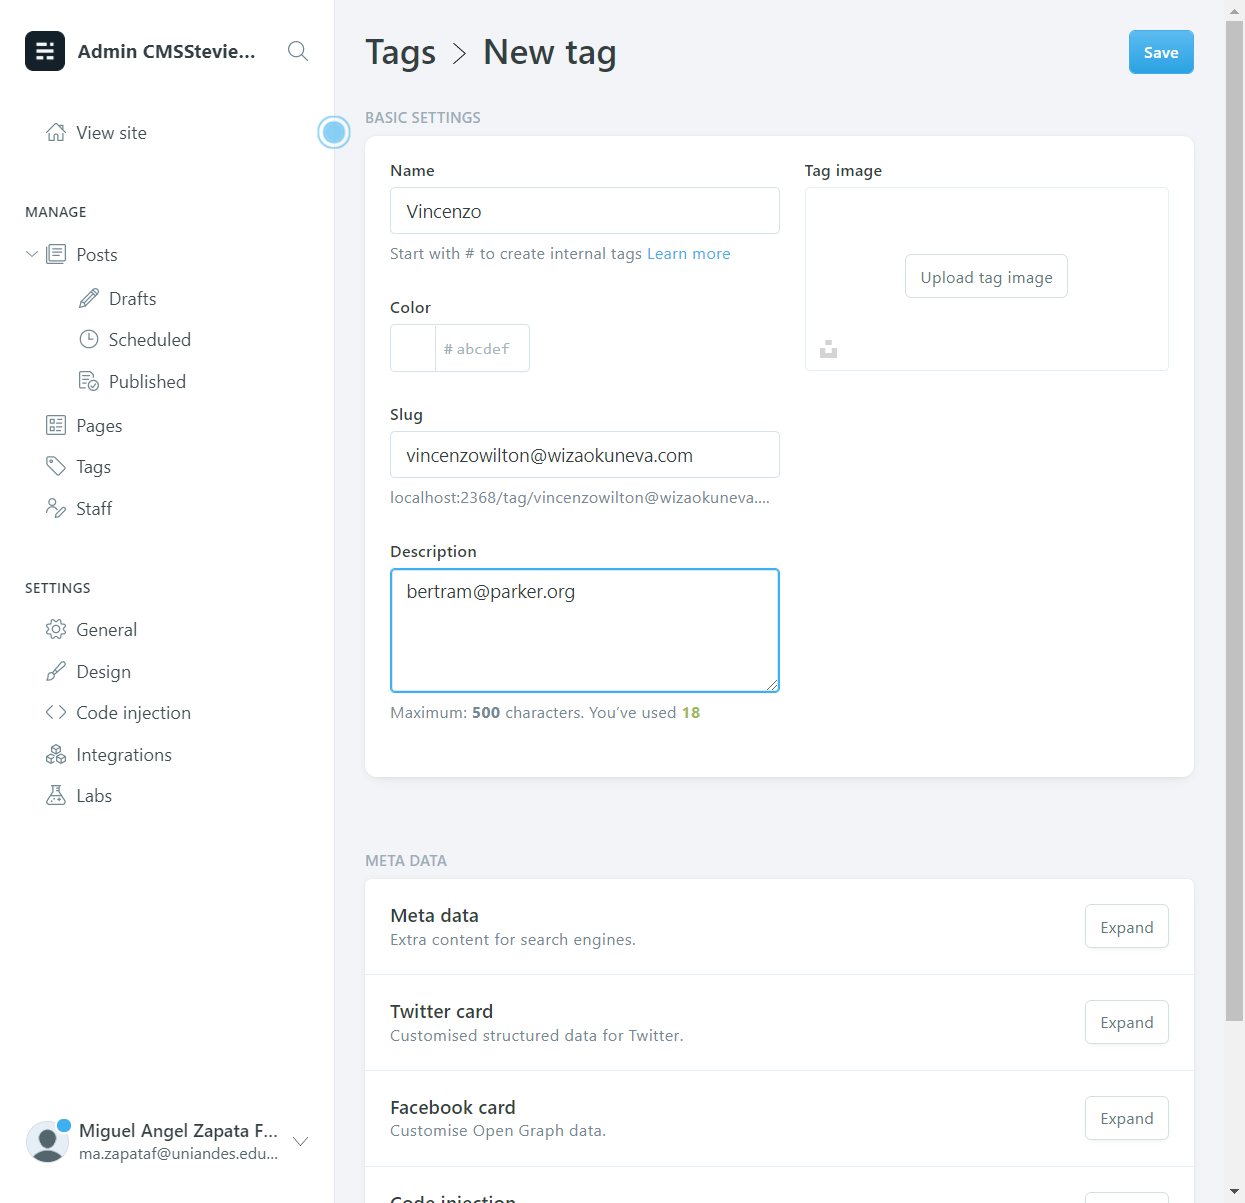 Admin CMSStevie...
View site
MANAGE
Posts
Drafts
Scheduled
Published
Pages
Tags
Staff
SETTINGS
General
Design
Code injection
Integrations
Labs
Miguel Angel Zapata F...
ma.zapataf@uniandes.edu...
Tags > New tag
Save
BASIC SETTINGS
Name
Vincenzo
Start with # to create internal tags Learn more
Color
# abcdef
Slug
vincenzowilton@wizaokuneva.com
localhost:2368/tag/vincenzowilton@wizaokuneva....
Description
bertram@parker.org
Maximum: 500 characters. You’ve used 18
Tag image
Upload tag image
META DATA
Meta data
Extra content for search engines.
Expand
Twitter card
Customised structured data for Twitter.
Expand
Facebook card
Customise Open Graph data.
Expand
Code injection